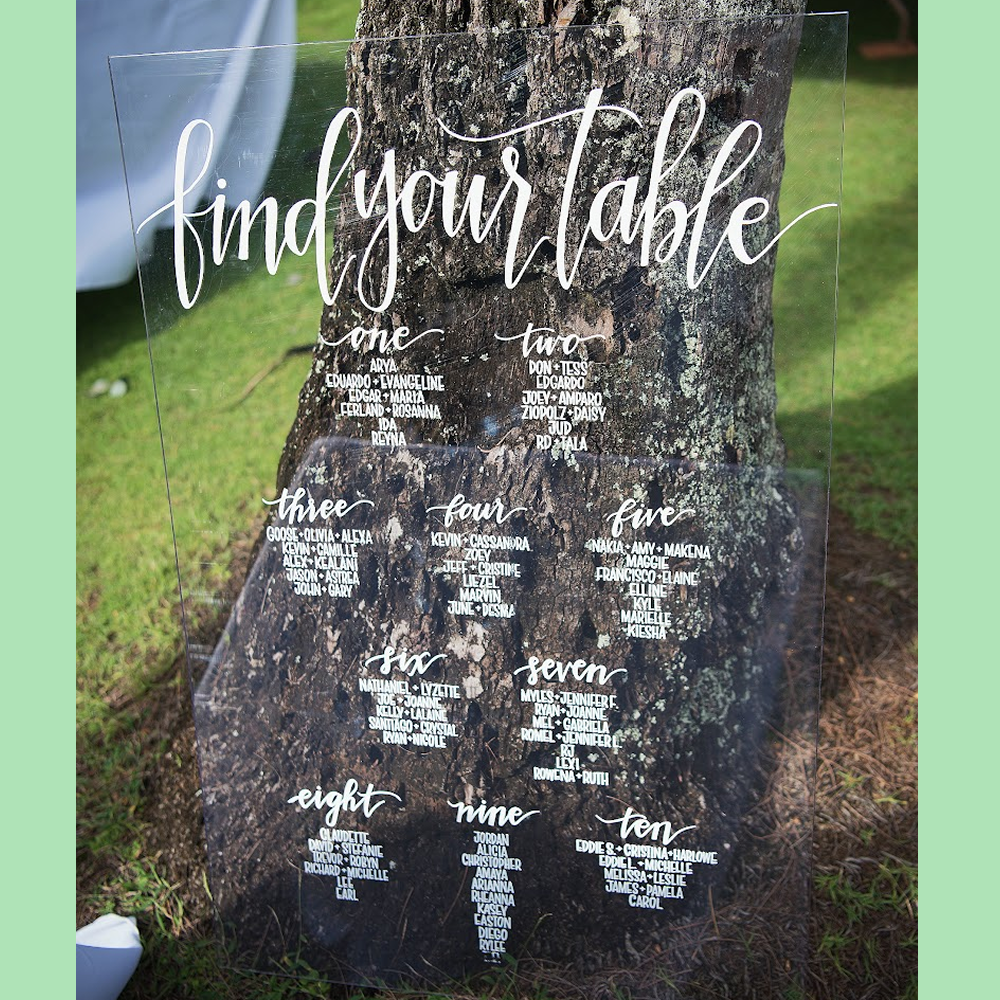 find your table
one
ARYA
EDUARDO + EVANGELINE
EDGAR + MARIA
FERLAND + ROSANNA
IDA
REYNA
two
DON + TESS
EDGARDO
JOEY + AMPARO
ZIOPOLZ + DAISY
JUD
RD + TALA
three
GOOSE + OLIVIA + ALEXA
KEVIN + CAMILLE
ALEX + KEALANI
JASON + ASTREA
JOHN + GARY
four
KEVIN + CASSANDRA
ZOEY
JEFF + CRISTINE
LIEZEL
MARVIN
JUNE + DESMA
five
NAKIA + AMY + MAKENA
MAGGIE
FRANCISCO + ELAINE
ELLINE
KYLE
MARIELLE
KIESHA
six
NATHANIEL + LYZETTE
JOE + JOANNE
KELLY + LALAINE
SANTIAGO + CRYSTAL
RYAN + NICOLE
seven
MYLES + JENNIFER F.
RYAN + JOANNE
MEL + GABRIELA
ROMEL + JENNIFER L.
RJ
LEXI
ROWENA + RUTH
eight
CLAUDETTE
DAVID + STEFANIE
TREVOR + ROBYN
RICHARD + MICHELLE
LEE
EARL
nine
JORDAN
ALICIA
CHRISTOPHER
AMAYA
ARIANNA
RHEANNA
KASEY
EASTON
DIEGO
RYLEE
ten
EDDIE S. + CRISTINA + HARLOWE
EDDIE L. + MICHELLE
MELISSA + LESLIE
JAMES + PAMELA
CAROL